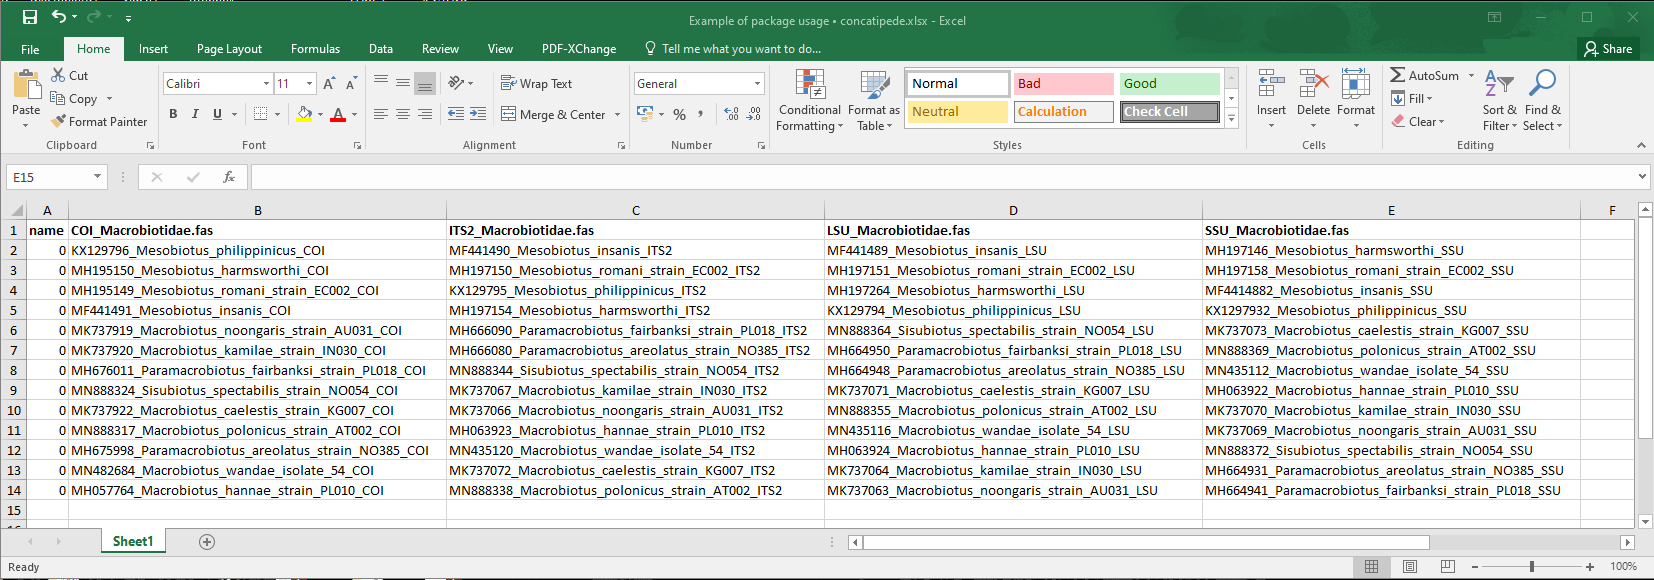 Example of package usage • concatipede.xlsx - Excel
File Home Insert Page Layout Formulas Data Review View PDF-XChange Tell me what you want to do... Share
Paste
Cut
Copy
Format Painter
Clipboard
Calibri 11 A A
B I U A
Font
Wrap Text
Merge & Center
Alignment
General
% , .0 .00 .00 .0
Number
Conditional Formatting
Format as Table
Normal Bad Good
Neutral Calculation Check Cell
Styles
Insert Delete Format
Cells
AutoSum
Fill
Clear
Sort & Filter
Find & Select
Editing
E15 fx
A B C D E F
1 name COI_Macrobiotidae.fas ITS2_Macrobiotidae.fas LSU_Macrobiotidae.fas SSU_Macrobiotidae.fas
2 0 KX129796_Mesobiotus_philippinicus_COI MF441490_Mesobiotus_insanis_ITS2 MF441489_Mesobiotus_insanis_LSU MH197146_Mesobiotus_harmsworthi_SSU
3 0 MH195150_Mesobiotus_harmsworthi_COI MH197150_Mesobiotus_romani_strain_EC002_ITS2 MH197151_Mesobiotus_romani_strain_EC002_LSU MH197158_Mesobiotus_romani_strain_EC002_SSU
4 0 MH195149_Mesobiotus_romani_strain_EC002_COI KX129795_Mesobiotus_philippinicus_ITS2 MH197264_Mesobiotus_harmsworthi_LSU MF4414882_Mesobiotus_insanis_SSU
5 0 MF441491_Mesobiotus_insanis_COI MH197154_Mesobiotus_harmsworthi_ITS2 KX129794_Mesobiotus_philippinicus_LSU KX1297932_Mesobiotus_philippinicus_SSU
6 0 MK737919_Macrobiotus_noongaris_strain_AU031_COI MH666090_Paramacrobiotus_fairbanksi_strain_PL018_ITS2 MN888364_Sisubiotus_spectabilis_strain_NO054_LSU MK737073_Macrobiotus_caelestis_strain_KG007_SSU
7 0 MK737920_Macrobiotus_kamilae_strain_IN030_COI MH666080_Paramacrobiotus_areolatus_strain_NO385_ITS2 MH664950_Paramacrobiotus_fairbanksi_strain_PL018_LSU MN888369_Macrobiotus_polonicus_strain_AT002_SSU
8 0 MH676011_Paramacrobiotus_fairbanksi_strain_PL018_COI MN888344_Sisubiotus_spectabilis_strain_NO054_ITS2 MH664948_Paramacrobiotus_areolatus_strain_NO385_LSU MN435112_Macrobiotus_wandae_isolate_54_SSU
9 0 MN888324_Sisubiotus_spectabilis_strain_NO054_COI MK737067_Macrobiotus_kamilae_strain_IN030_ITS2 MK737071_Macrobiotus_caelestis_strain_KG007_LSU MH063922_Macrobiotus_hannae_strain_PL010_SSU
10 0 MK737922_Macrobiotus_caelestis_strain_KG007_COI MK737066_Macrobiotus_noongaris_strain_AU031_ITS2 MN888355_Macrobiotus_polonicus_strain_AT002_LSU MK737070_Macrobiotus_kamilae_strain_IN030_SSU
11 0 MN888317_Macrobiotus_polonicus_strain_AT002_COI MH063923_Macrobiotus_hannae_strain_PL010_ITS2 MN435116_Macrobiotus_wandae_isolate_54_LSU MK737069_Macrobiotus_noongaris_strain_AU031_SSU
12 0 MH675998_Paramacrobiotus_areolatus_strain_NO385_COI MN435120_Macrobiotus_wandae_isolate_54_ITS2 MH063924_Macrobiotus_hannae_strain_PL010_LSU MN888372_Sisubiotus_spectabilis_strain_NO054_SSU
13 0 MN482684_Macrobiotus_wandae_isolate_54_COI MK737072_Macrobiotus_caelestis_strain_KG007_ITS2 MK737064_Macrobiotus_kamilae_strain_IN030_LSU MH664931_Paramacrobiotus_areolatus_strain_NO385_SSU
14 0 MH057764_Macrobiotus_hannae_strain_PL010_COI MN888338_Macrobiotus_polonicus_strain_AT002_ITS2 MK737063_Macrobiotus_noongaris_strain_AU031_LSU MH664941_Paramacrobiotus_fairbanksi_strain_PL018_SSU
15
Sheet1
Ready 100%